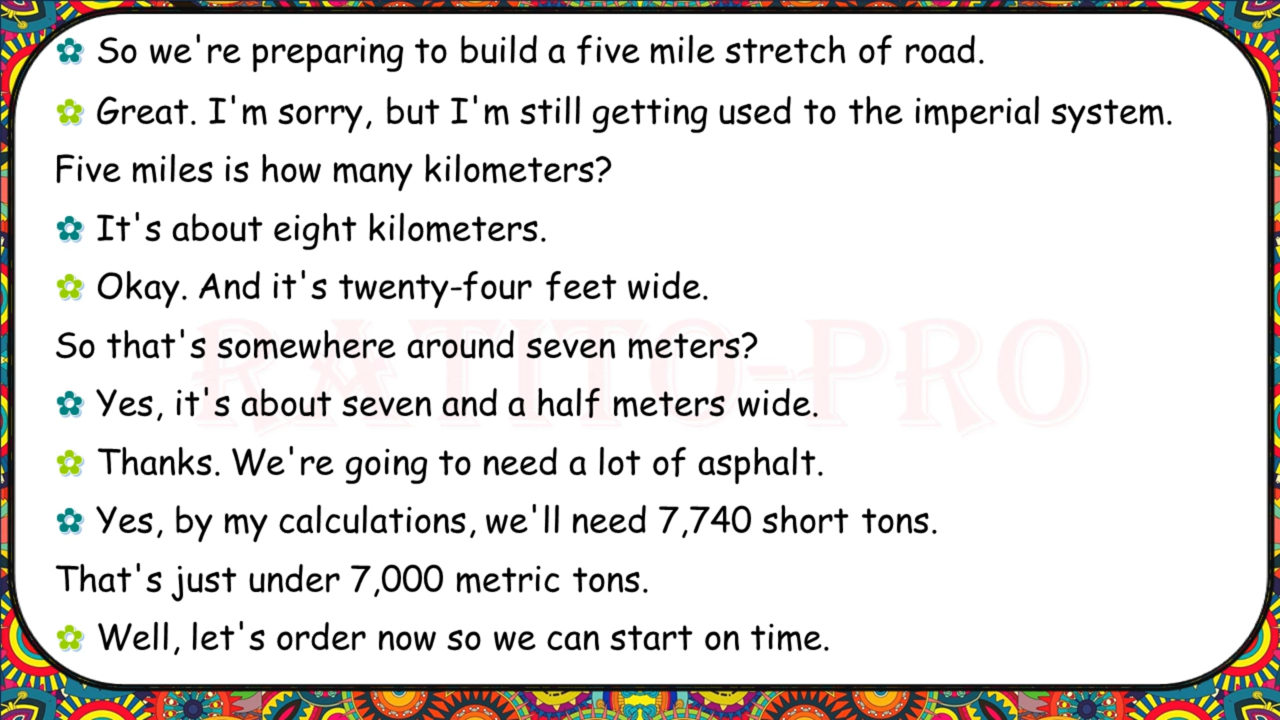 So we're preparing to build a five mile stretch of road.
Great. I'm sorry, but I'm still getting used to the imperial system.
Five miles is how many kilometers?
It's about eight kilometers.
Okay. And it's twenty-four feet wide.
So that's somewhere around seven meters?
RATITO-PRO
Yes, it's about seven and a half meters wide.
Thanks. We're going to need a lot of asphalt.
Yes, by my calculations, we'll need 7,740 short tons.
That's just under 7,000 metric tons.
Well, let's order now so we can start on time.